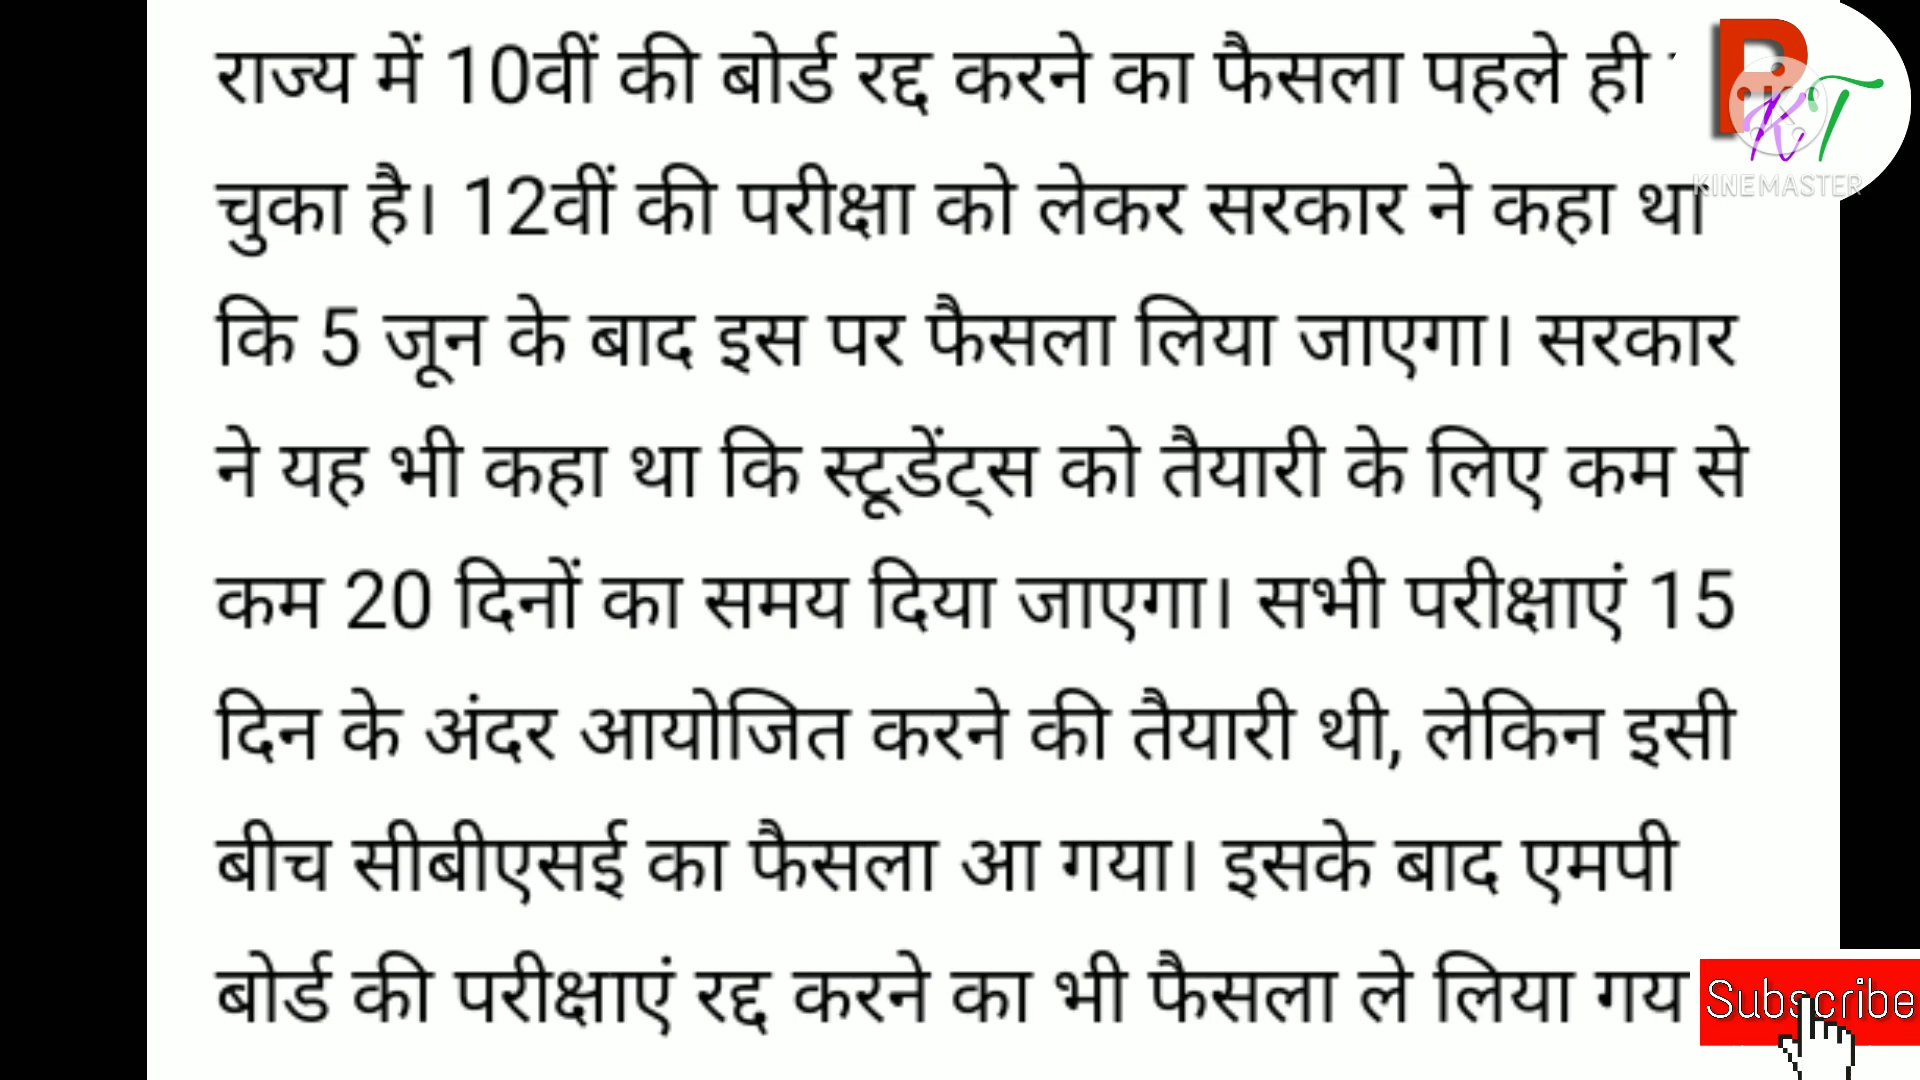 राज्य में 10वीं की बोर्ड रद्द करने का फैसला पहले ही
चुका है। 12वीं की परीक्षा को लेकर सरकार ने कहा था
कि 5 जून के बाद इस पर फैसला लिया जाएगा। सरकार
ने यह भी कहा था कि स्टूडेंट्स को तैयारी के लिए कम से
कम 20 दिनों का समय दिया जाएगा। सभी परीक्षाएं 15
दिन के अंदर आयोजित करने की तैयारी थी, लेकिन इसी
बीच सीबीएसई का फैसला आ गया। इसके बाद एमपी
बोर्ड की परीक्षाएं रद्द करने का भी फैसला ले लिया गय
P
KT
KINEMASTER
Subscribe